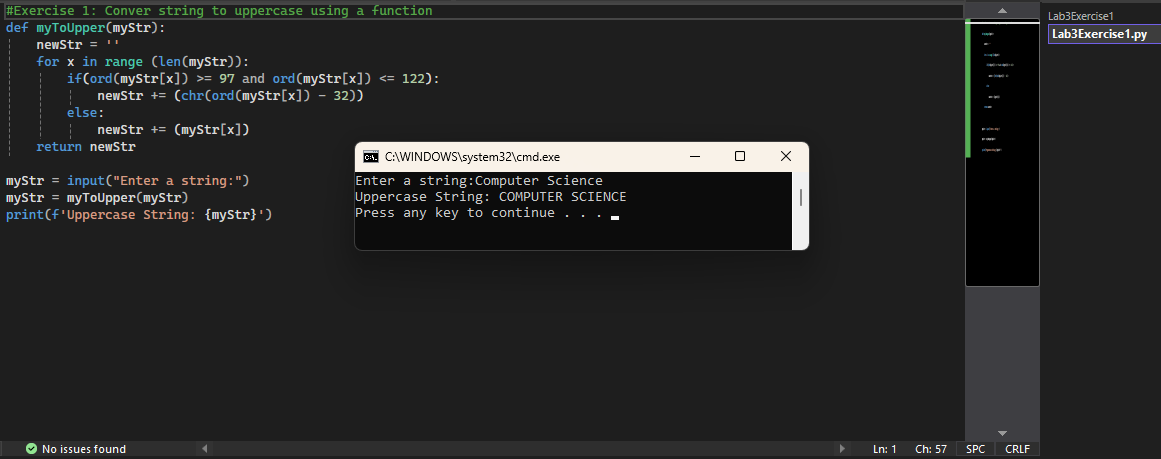 #Exercise 1: Conver string to uppercase using a function
def myToUpper(myStr):
    newStr = ''
    for x in range (len(myStr)):
        if(ord(myStr[x]) >= 97 and ord(myStr[x]) <= 122):
            newStr += (chr(ord(myStr[x]) - 32))
        else:
            newStr += (myStr[x])
    return newStr
myStr = input("Enter a string:")
myStr = myToUpper(myStr)
print(f'Uppercase String: {myStr}')
C:\WINDOWS\system32\cmd.exe
Enter a string:Computer Science
Uppercase String: COMPUTER SCIENCE
Press any key to continue . . .
Lab3Exercise1
Lab3Exercise1.py
No issues found
Ln: 1 Ch: 57 SPC CRLF